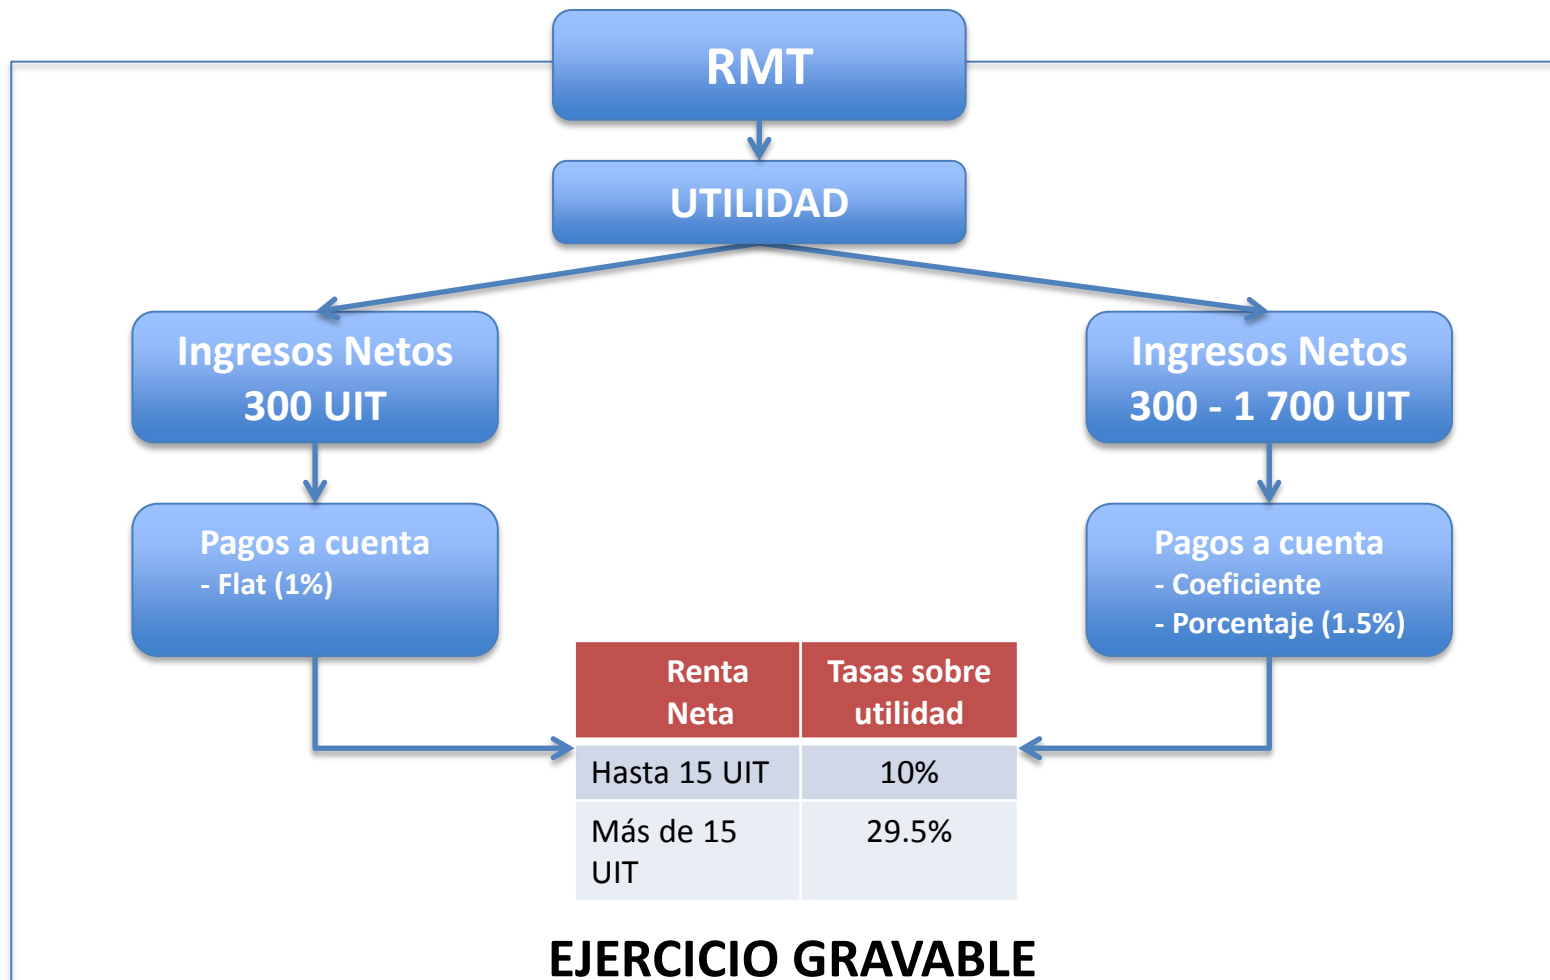 RMT
UTILIDAD
Ingresos Netos
300 UIT
Ingresos Netos
300 - 1 700 UIT
Pagos a cuenta
- Flat (1%)
Pagos a cuenta
- Coeficiente
- Porcentaje (1.5%)
Renta
Neta
Tasas sobre
utilidad
Hasta 15 UIT
10%
Más de 15
UIT
29.5%
EJERCICIO GRAVABLE